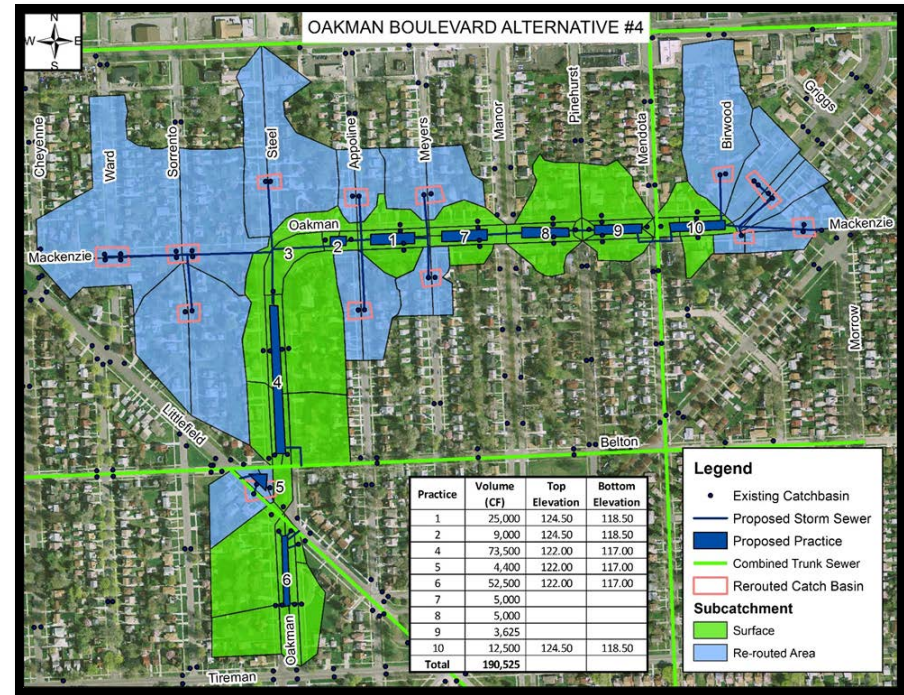 OAKMAN BOULEVARD ALTERNATIVE #4
N
W E
S
Cheyenne
Ward
Sorrento
Steel
Appoline
Meyers
Manor
Pinehurst
Mendota
Birwood
Griggs
Oakman
Mackenzie
Mackenzie
3
2
1
7
8
9
10
4
Morrow
Littlefield
Belton
5
6
Oakman
Tireman
Practice Volume (CF) Top Elevation Bottom Elevation
1 25,000 124.50 118.50
2 9,000 124.50 118.50
4 73,500 122.00 117.00
5 4,400 122.00 117.00
6 52,500 122.00 117.00
7 5,000
8 5,000
9 3,625
10 12,500 124.50 118.50
Total 190,525
Legend
Existing Catchbasin
Proposed Storm Sewer
Proposed Practice
Combined Trunk Sewer
Rerouted Catch Basin
Subcatchment
Surface
Re-routed Area